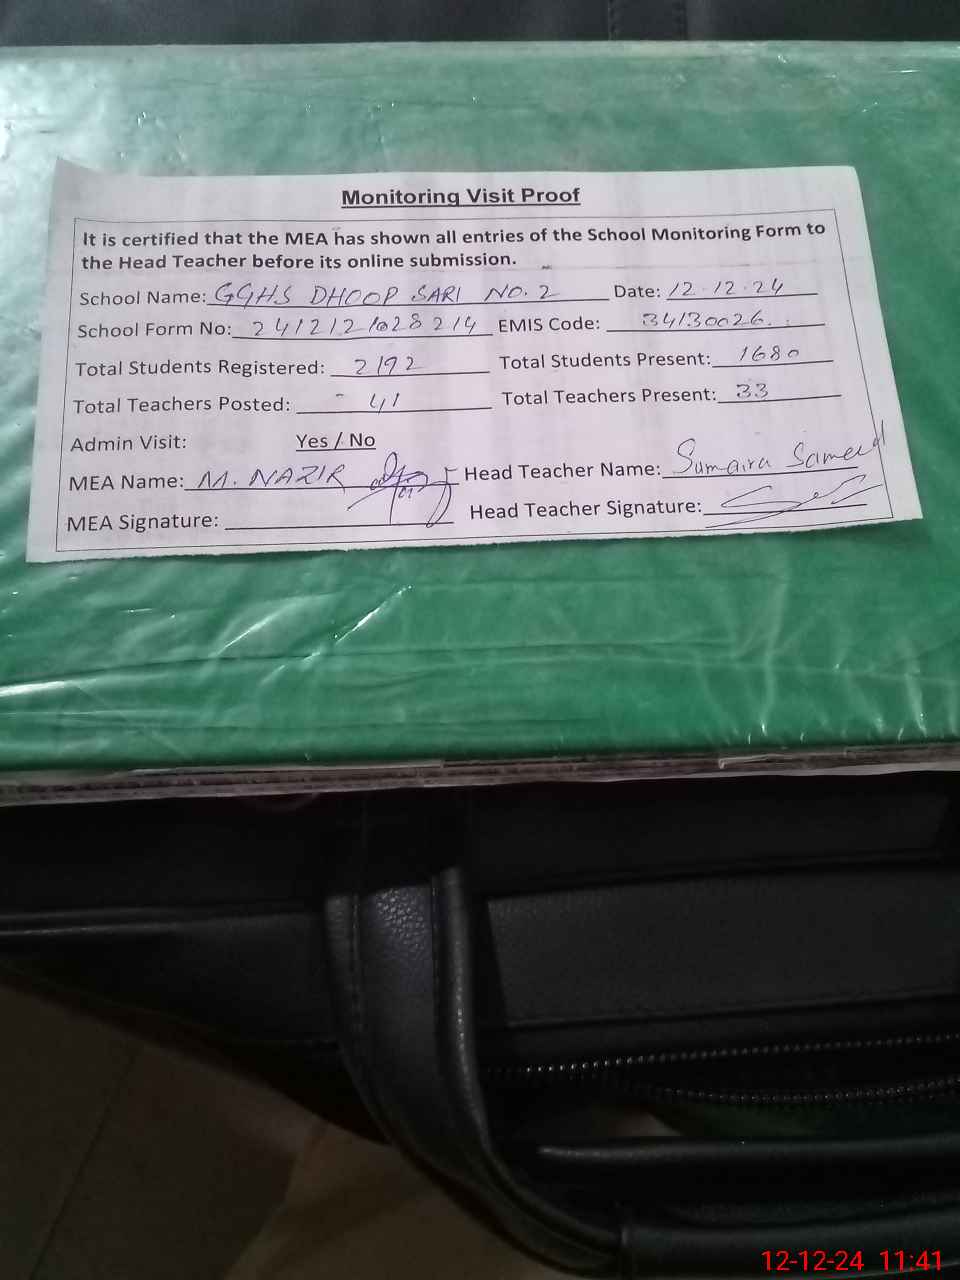 Monitoring Visit Proof
It is certified that the MEA has shown all entries of the School Monitoring Form to
the Head Teacher before its online submission.
School Name: GGHS DHOOP SARI NO. 2 Date: 12.12.24
School Form No: 2412121028214 EMIS Code: 34130026.
Total Students Registered: 2192 Total Students Present: 1680
Total Teachers Posted: 41 Total Teachers Present: 33
Admin Visit: Yes / No
MEA Name: M. NAZIR Head Teacher Name: Sumaira Sameed
MEA Signature: Head Teacher Signature:
12-12-24 11:41